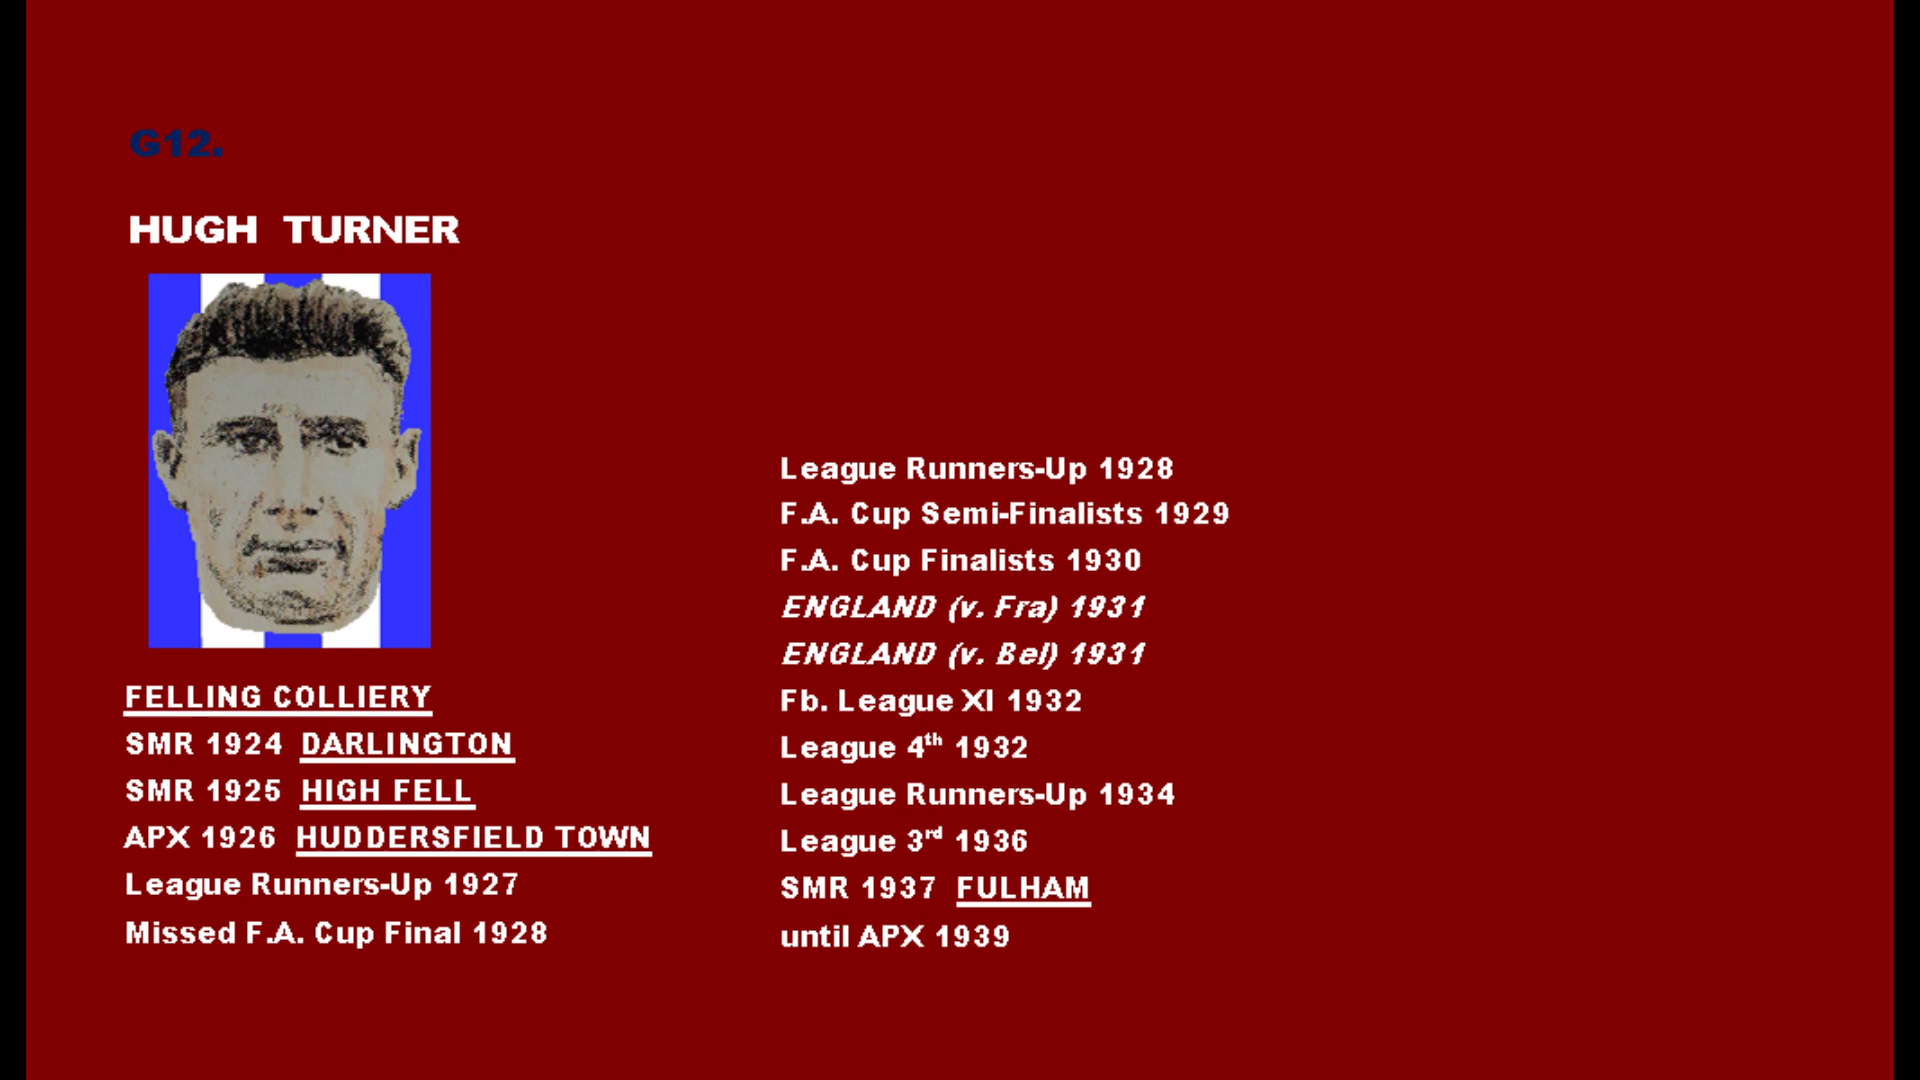 G12.
HUGH TURNER
FELLING COLLIERY
SMR 1924 DARLINGTON
SMR 1925 HIGH FELL
APX 1926 HUDDERSFIELD TOWN
League Runners-Up 1927
Missed F.A. Cup Final 1928
League Runners-Up 1928
F.A. Cup Semi-Finalists 1929
F.A. Cup Finalists 1930
ENGLAND (v. Fra) 1931
ENGLAND (v. Bel) 1931
Fb. League XI 1932
League 4th 1932
League Runners-Up 1934
League 3rd 1936
SMR 1937 FULHAM
until APX 1939